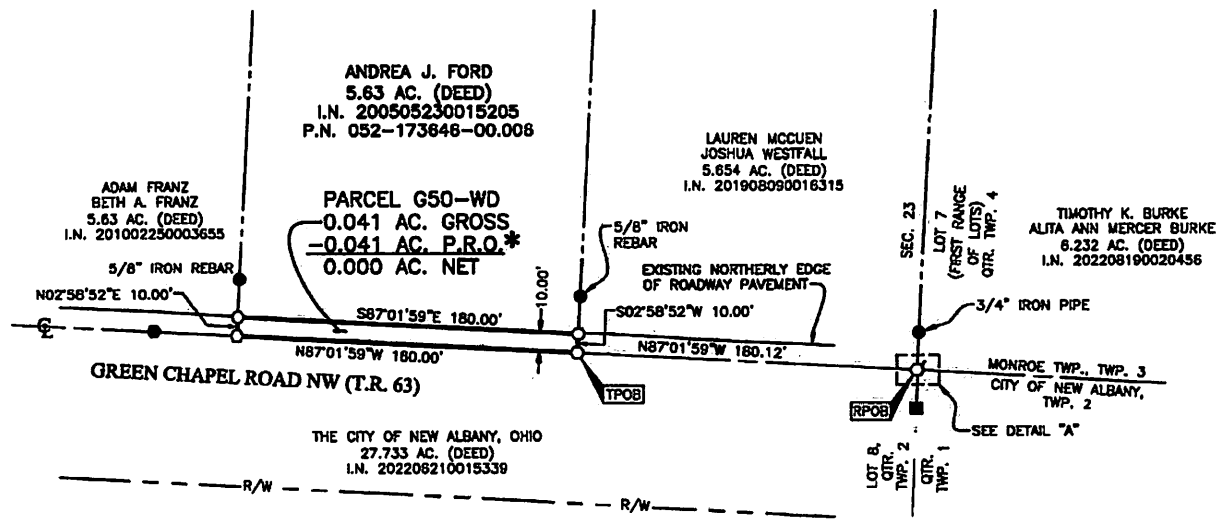 ANDREA J. FORD
5.63 AC. (DEED)
I.N. 200505230015205
P.N. 052-173646-00.008
LAUREN MCCUEN
JOSHUA WESTFALL
5.654 AC. (DEED)
I.N. 201908090016315
ADAM FRANZ
BETH A. FRANZ
5.63 AC. (DEED)
I.N. 201002250003655
PARCEL G50-WD
0.041 AC. GROSS
-0.041 AC. P.R.O.*
0.000 AC. NET
5/8" IRON
REBAR
SEC. 23
LOT 7
(FIRST RANGE
OF LOTS)
QTR. TWP. 4
TIMOTHY K. BURKE
ALITA ANN MERCER BURKE
6.232 AC. (DEED)
I.N. 202208190020456
5/8" IRON REBAR
EXISTING NORTHERLY EDGE
OF ROADWAY PAVEMENT
N02°58'52"E 10.00'
10.00'
S02°58'52"W 10.00'
3/4" IRON PIPE
S87°01'59"E 180.00'
N87°01'59"W 180.00'
N87°01'59"W 180.12'
CL
GREEN CHAPEL ROAD NW (T.R. 63)
TPOB
RPOB
MONROE TWP., TWP. 3
CITY OF NEW ALBANY,
TWP. 2
SEE DETAIL "A"
THE CITY OF NEW ALBANY, OHIO
27.733 AC. (DEED)
I.N. 202206210015339
LOT 8,
QTR.
TWP. 2
QTR.
TWP. 1
R/W
R/W